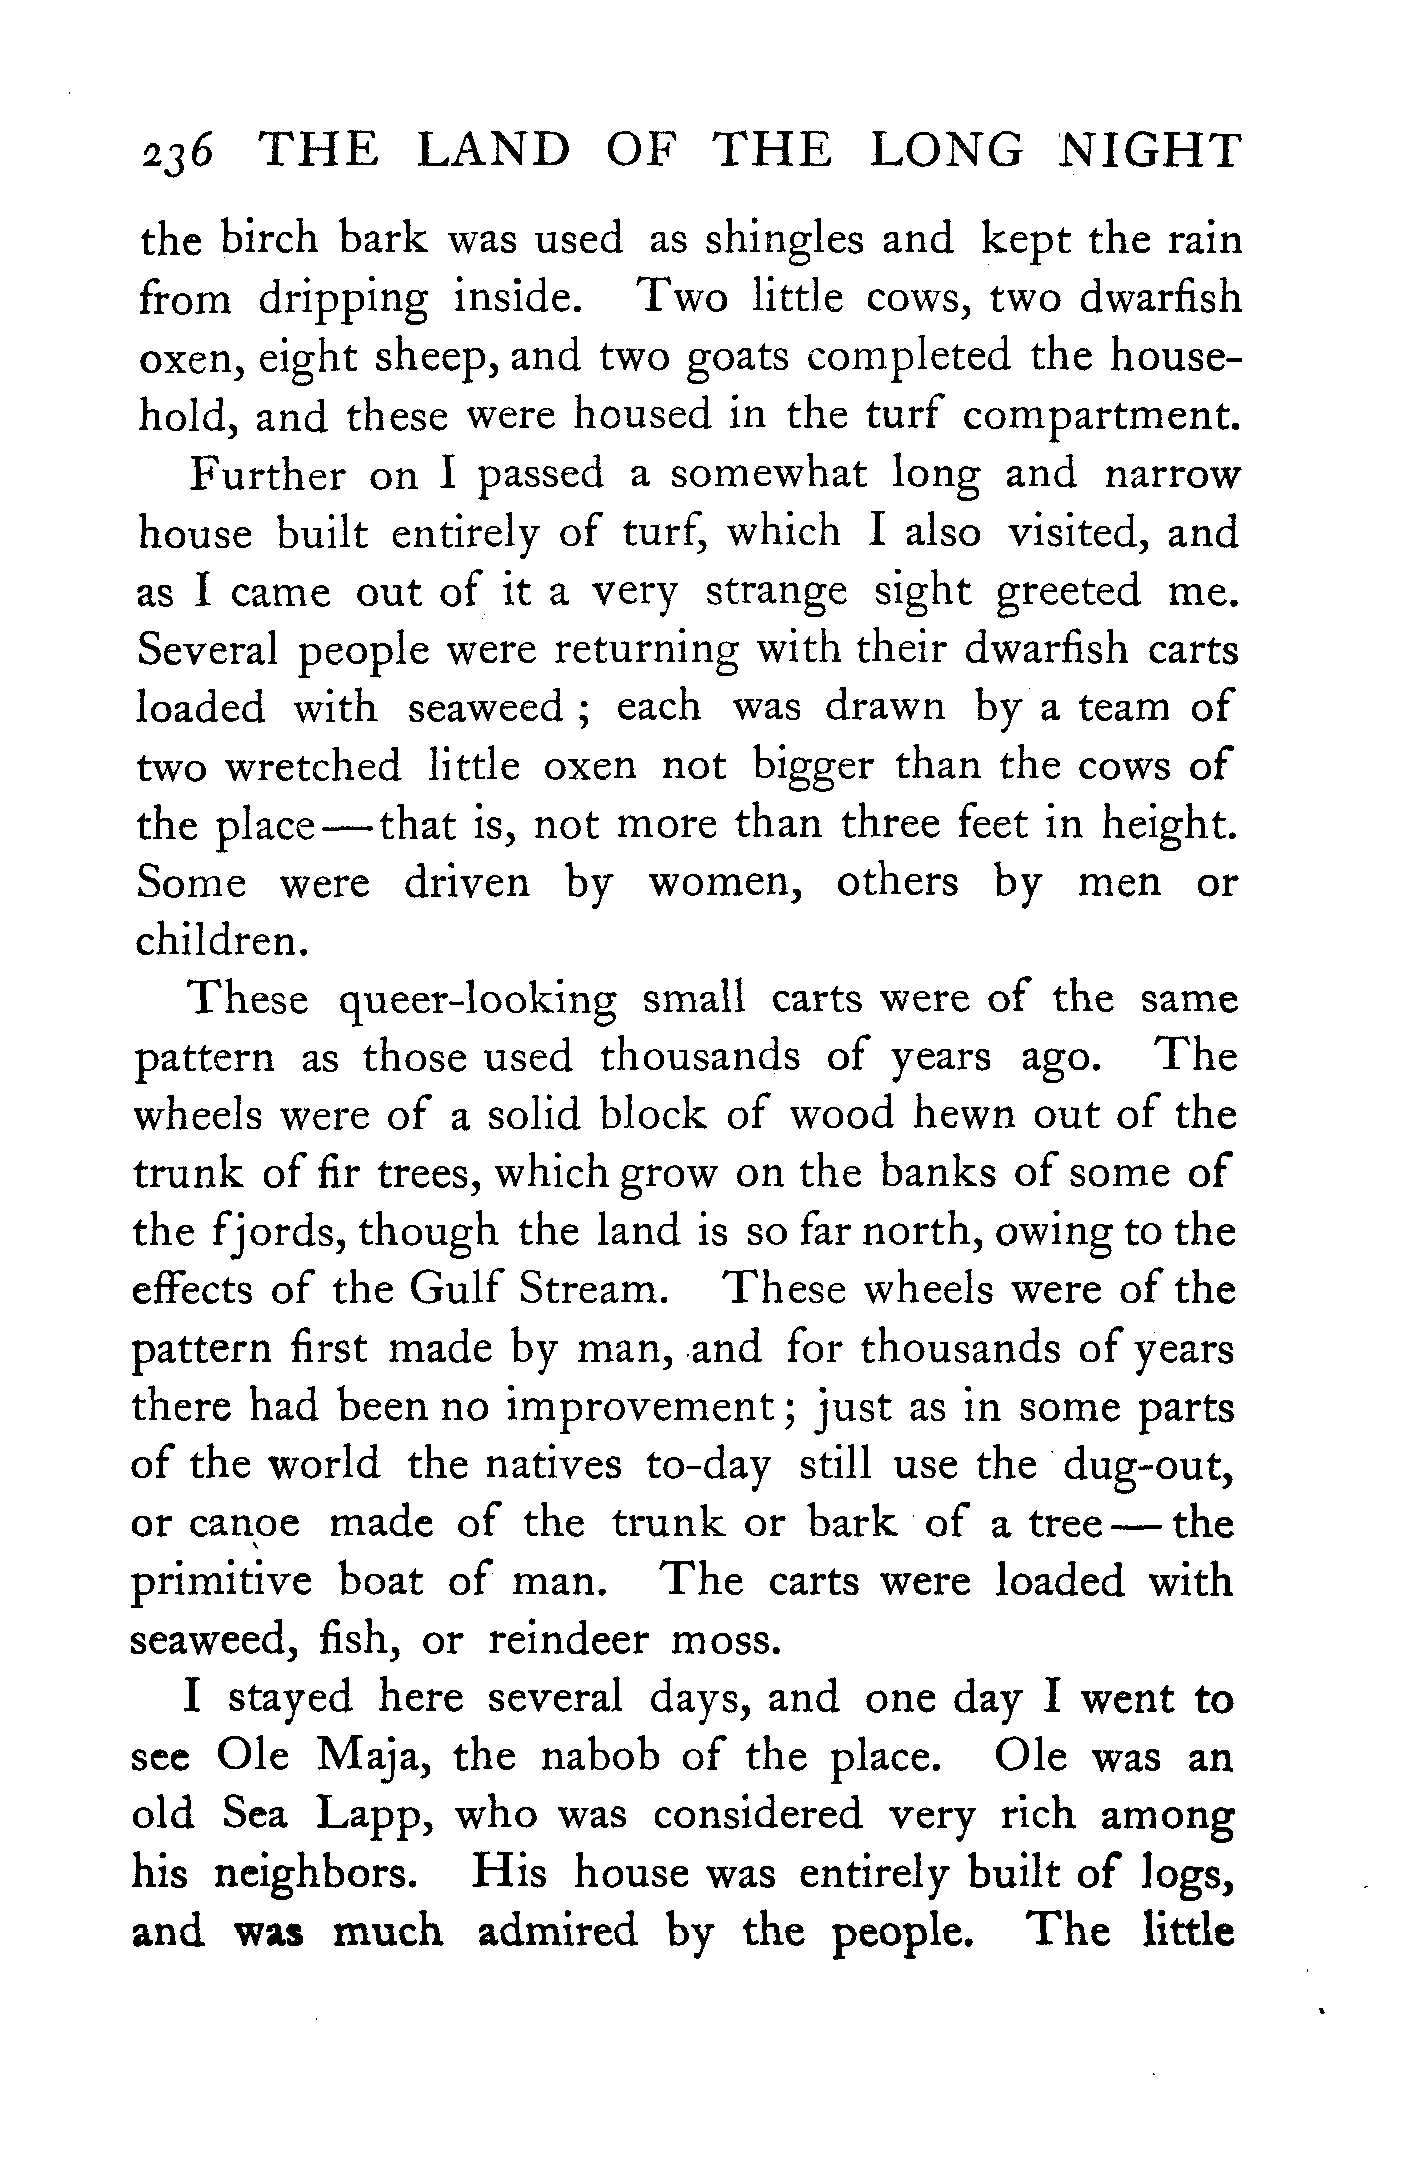 236 THE LAND OF THE LONG NIGHT
the birch bark was used as shingles and kept the rain
from dripping inside. Two little cows, two dwarfish
oxen, eight sheep, and two goats completed the house-
hold, and these were housed in the turf compartment.
Further on I passed a somewhat long and narrow
house built entirely of turf, which I also visited, and
as I came out of it a very strange sight greeted me.
Several people were returning with their dwarfish carts
loaded with seaweed ; each was drawn by a team of
two wretched little oxen not bigger than the cows of
the place—that is, not more than three feet in height.
Some were driven by women, others by men or
children.
These queer-looking small carts were of the same
pattern as those used thousands of years ago. The
wheels were of a solid block of wood hewn out of the
trunk of fir trees, which grow on the banks of some of
the fjords, though the land is so far north, owing to the
effects of the Gulf Stream. These wheels were of the
pattern first made by man, and for thousands of years
there had been no improvement ; just as in some parts
of the world the natives to-day still use the dug-out,
or canoe made of the trunk or bark of a tree — the
primitive boat of man. The carts were loaded with
seaweed, fish, or reindeer moss.
I stayed here several days, and one day I went to
see Ole Maja, the nabob of the place. Ole was an
old Sea Lapp, who was considered very rich among
his neighbors. His house was entirely built of logs,
and was much admired by the people. The little